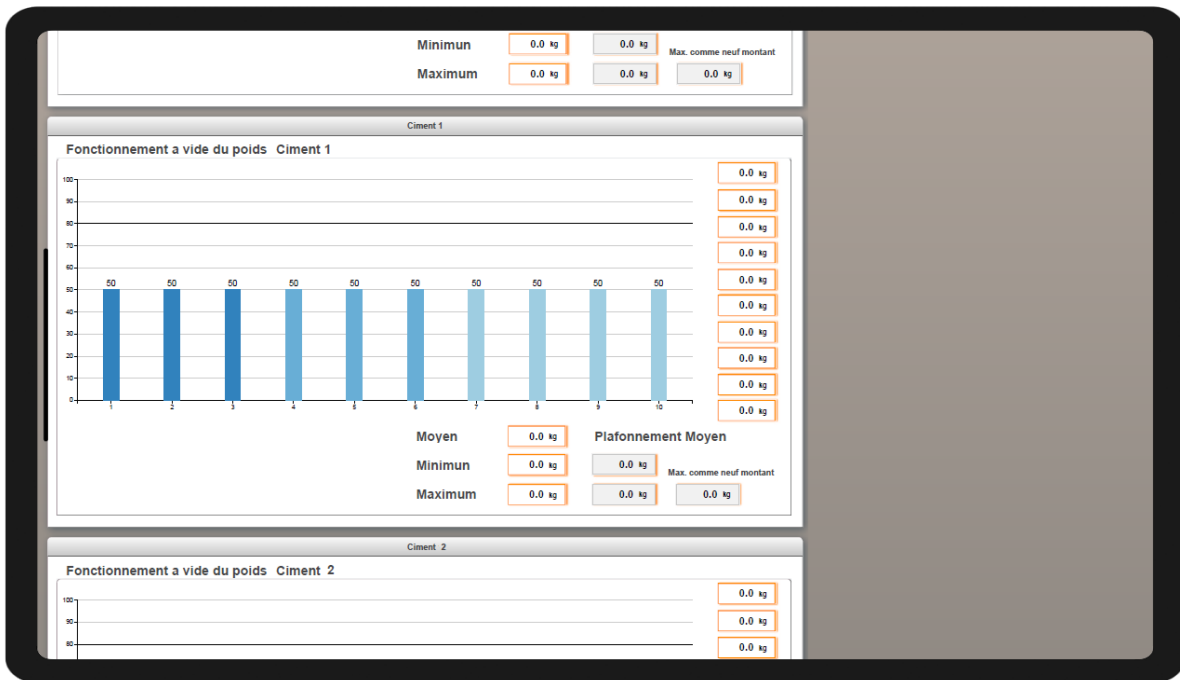 Minimun 0.0 kg 0.0 kg Max. comme neuf montant
Maximum 0.0 kg 0.0 kg 0.0 kg
Ciment 1
Fonctionnement a vide du poids Ciment 1
100
90
80
70
60
50
40
30
20
10
0
50 50 50 50 50 50 50 50 50 50
1 2 3 4 5 6 7 8 9 10
0.0 kg
0.0 kg
0.0 kg
0.0 kg
0.0 kg
0.0 kg
0.0 kg
0.0 kg
0.0 kg
0.0 kg
Moyen 0.0 kg Plafonnement Moyen
Minimun 0.0 kg 0.0 kg Max. comme neuf montant
Maximum 0.0 kg 0.0 kg 0.0 kg
Ciment 2
Fonctionnement a vide du poids Ciment 2
100
90
80
0.0 kg
0.0 kg
0.0 kg